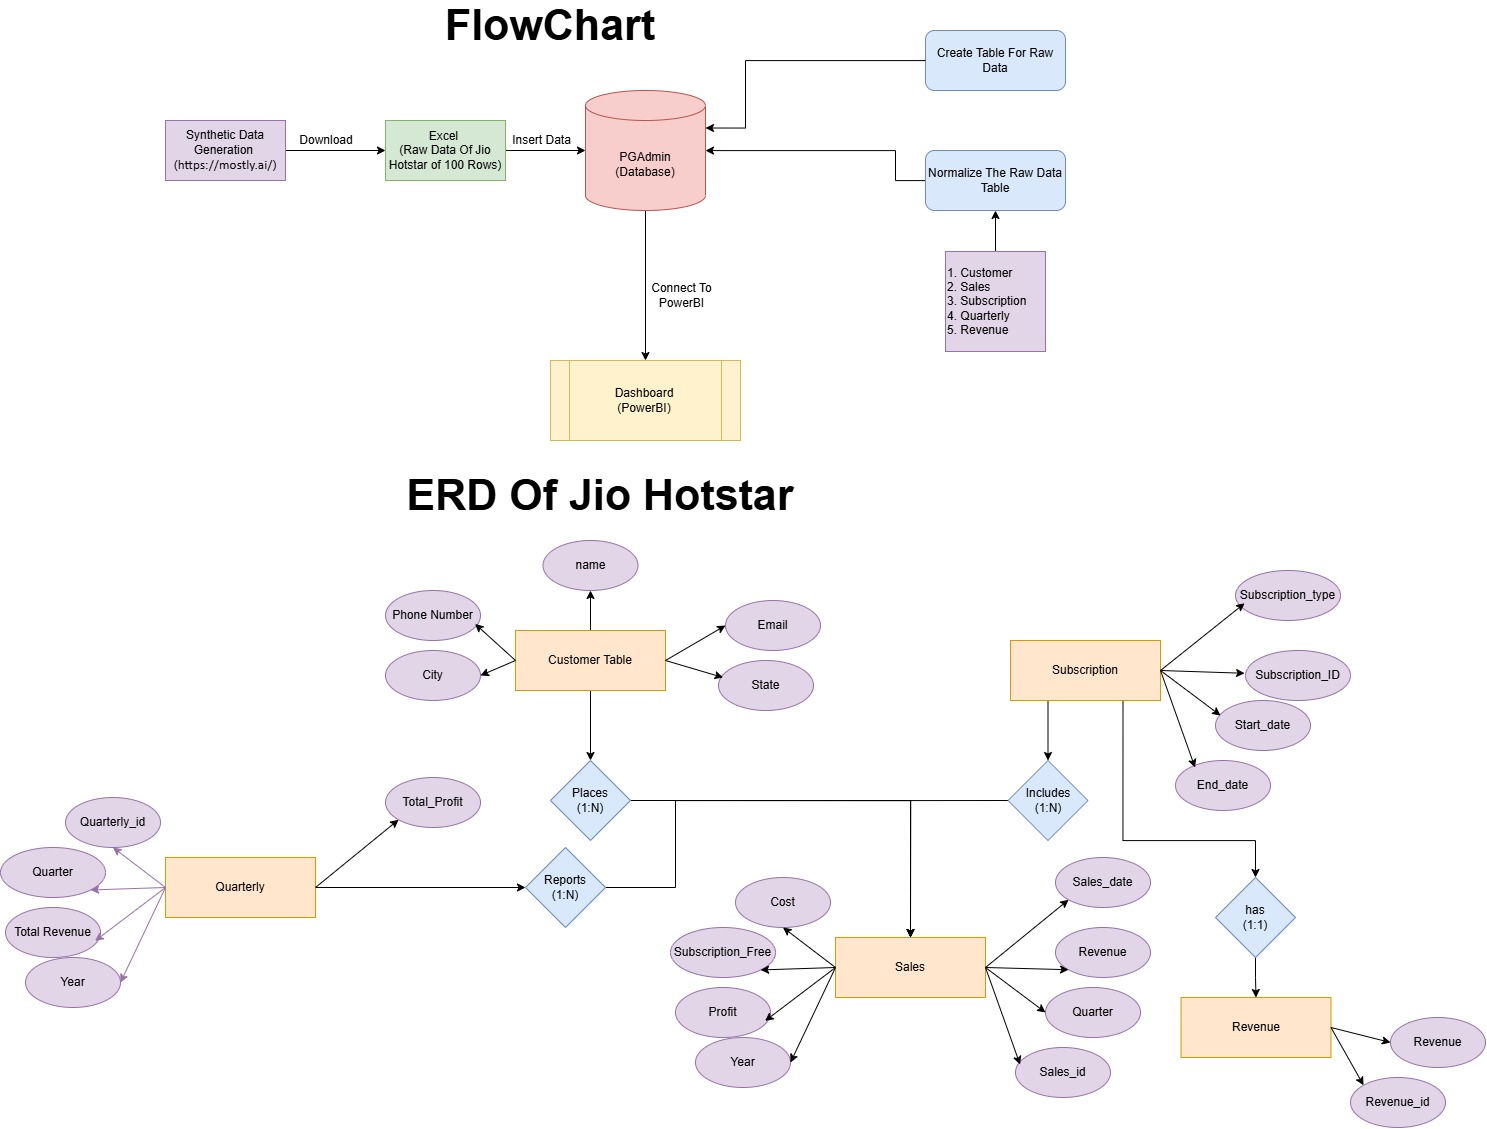 FlowChart
Create Table For Raw
Data
Synthetic Data
Generation
(https://mostly.ai/)
Download
Excel
(Raw Data Of Jio
Hotstar of 100 Rows)
Insert Data
PGAdmin
(Database)
Normalize The Raw Data
Table
1. Customer
2. Sales
3. Subscription
4. Quarterly
5. Revenue
Connect To
PowerBI
Dashboard
(PowerBI)
ERD Of Jio Hotstar
name
Phone Number
Email
Customer Table
City
State
Subscription_type
Subscription
Subscription_ID
Start_date
End_date
Places
(1:N)
Includes
(1:N)
Total_Profit
Quarterly_id
Quarter
Quarterly
Total Revenue
Year
Reports
(1:N)
Cost
Sales_date
Subscription_Free
Revenue
Sales
Profit
Quarter
Year
Sales_id
has
(1:1)
Revenue
Revenue
Revenue_id